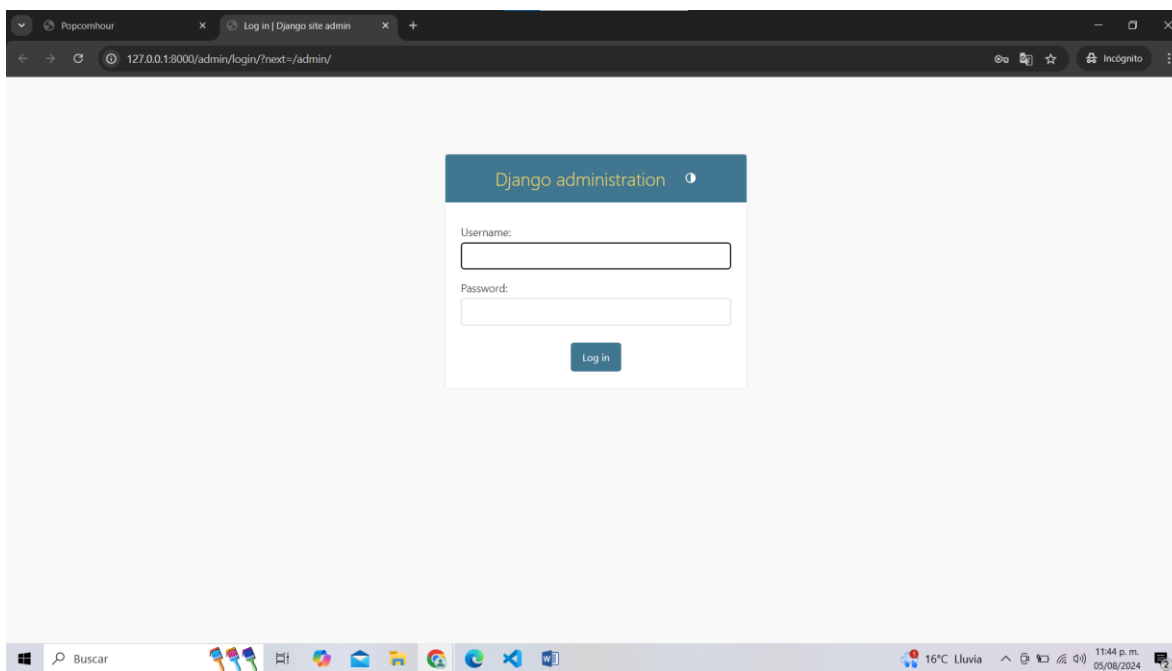 Popcornhour
Log in | Django site admin
127.0.0.1:8000/admin/login/?next=/admin/
Incógnito
Django administration
Username:
Password:
Log in
Buscar
16°C Lluvia
11:44 p. m.
05/08/2024